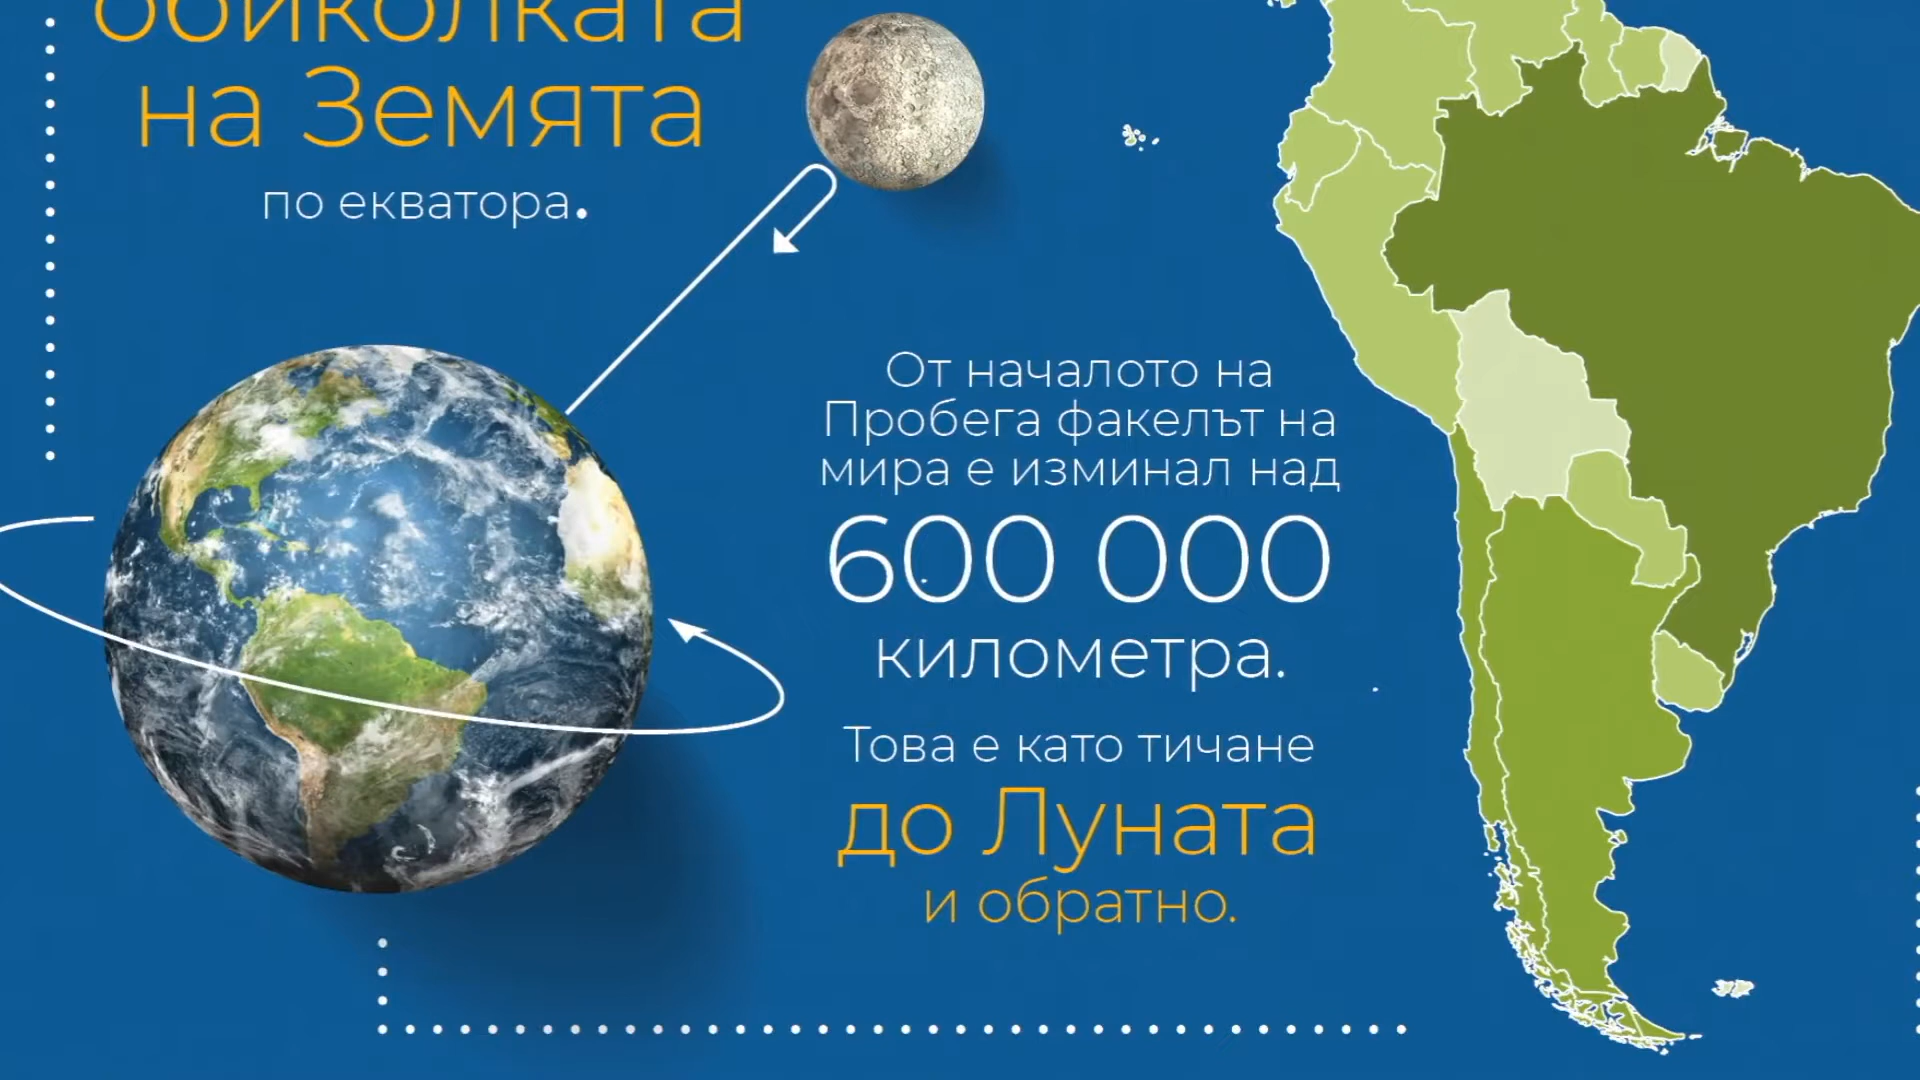 обиколката
на Земята
по екватора.
От началото на
Пробега факелът на
мира е изминал над
600 000
километра.
Това е като тичане
до Луната
и обратно.